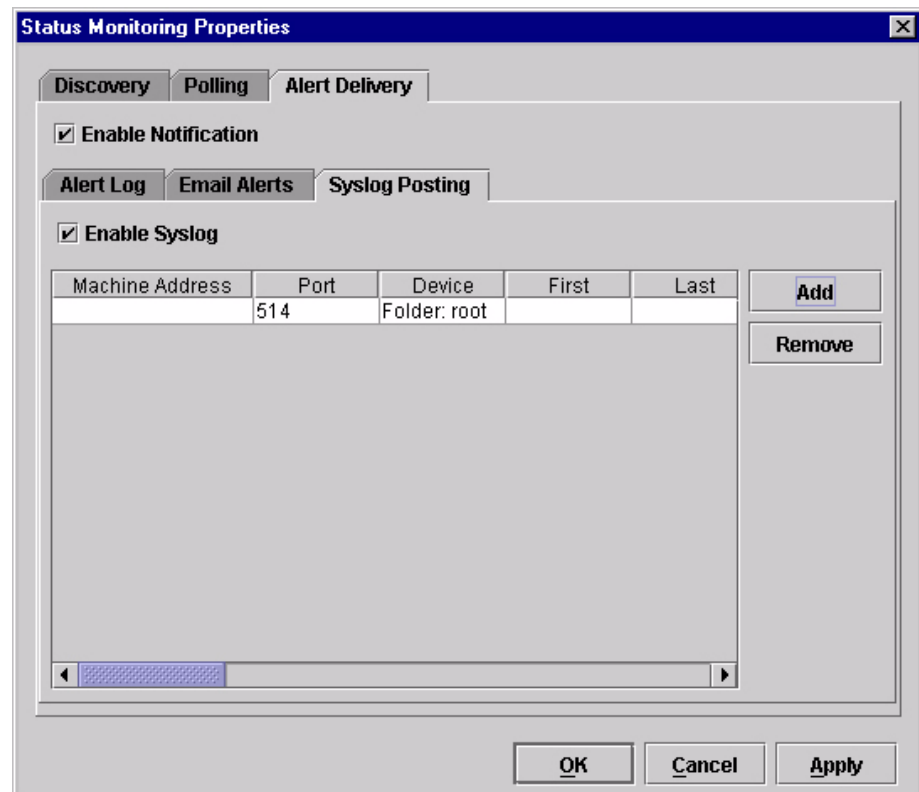 Status Monitoring Properties
Discovery Polling Alert Delivery
Enable Notification
Alert Log Email Alerts Syslog Posting
Enable Syslog
Machine Address Port Device First Last
514 Folder: root
Add
Remove
OK Cancel Apply